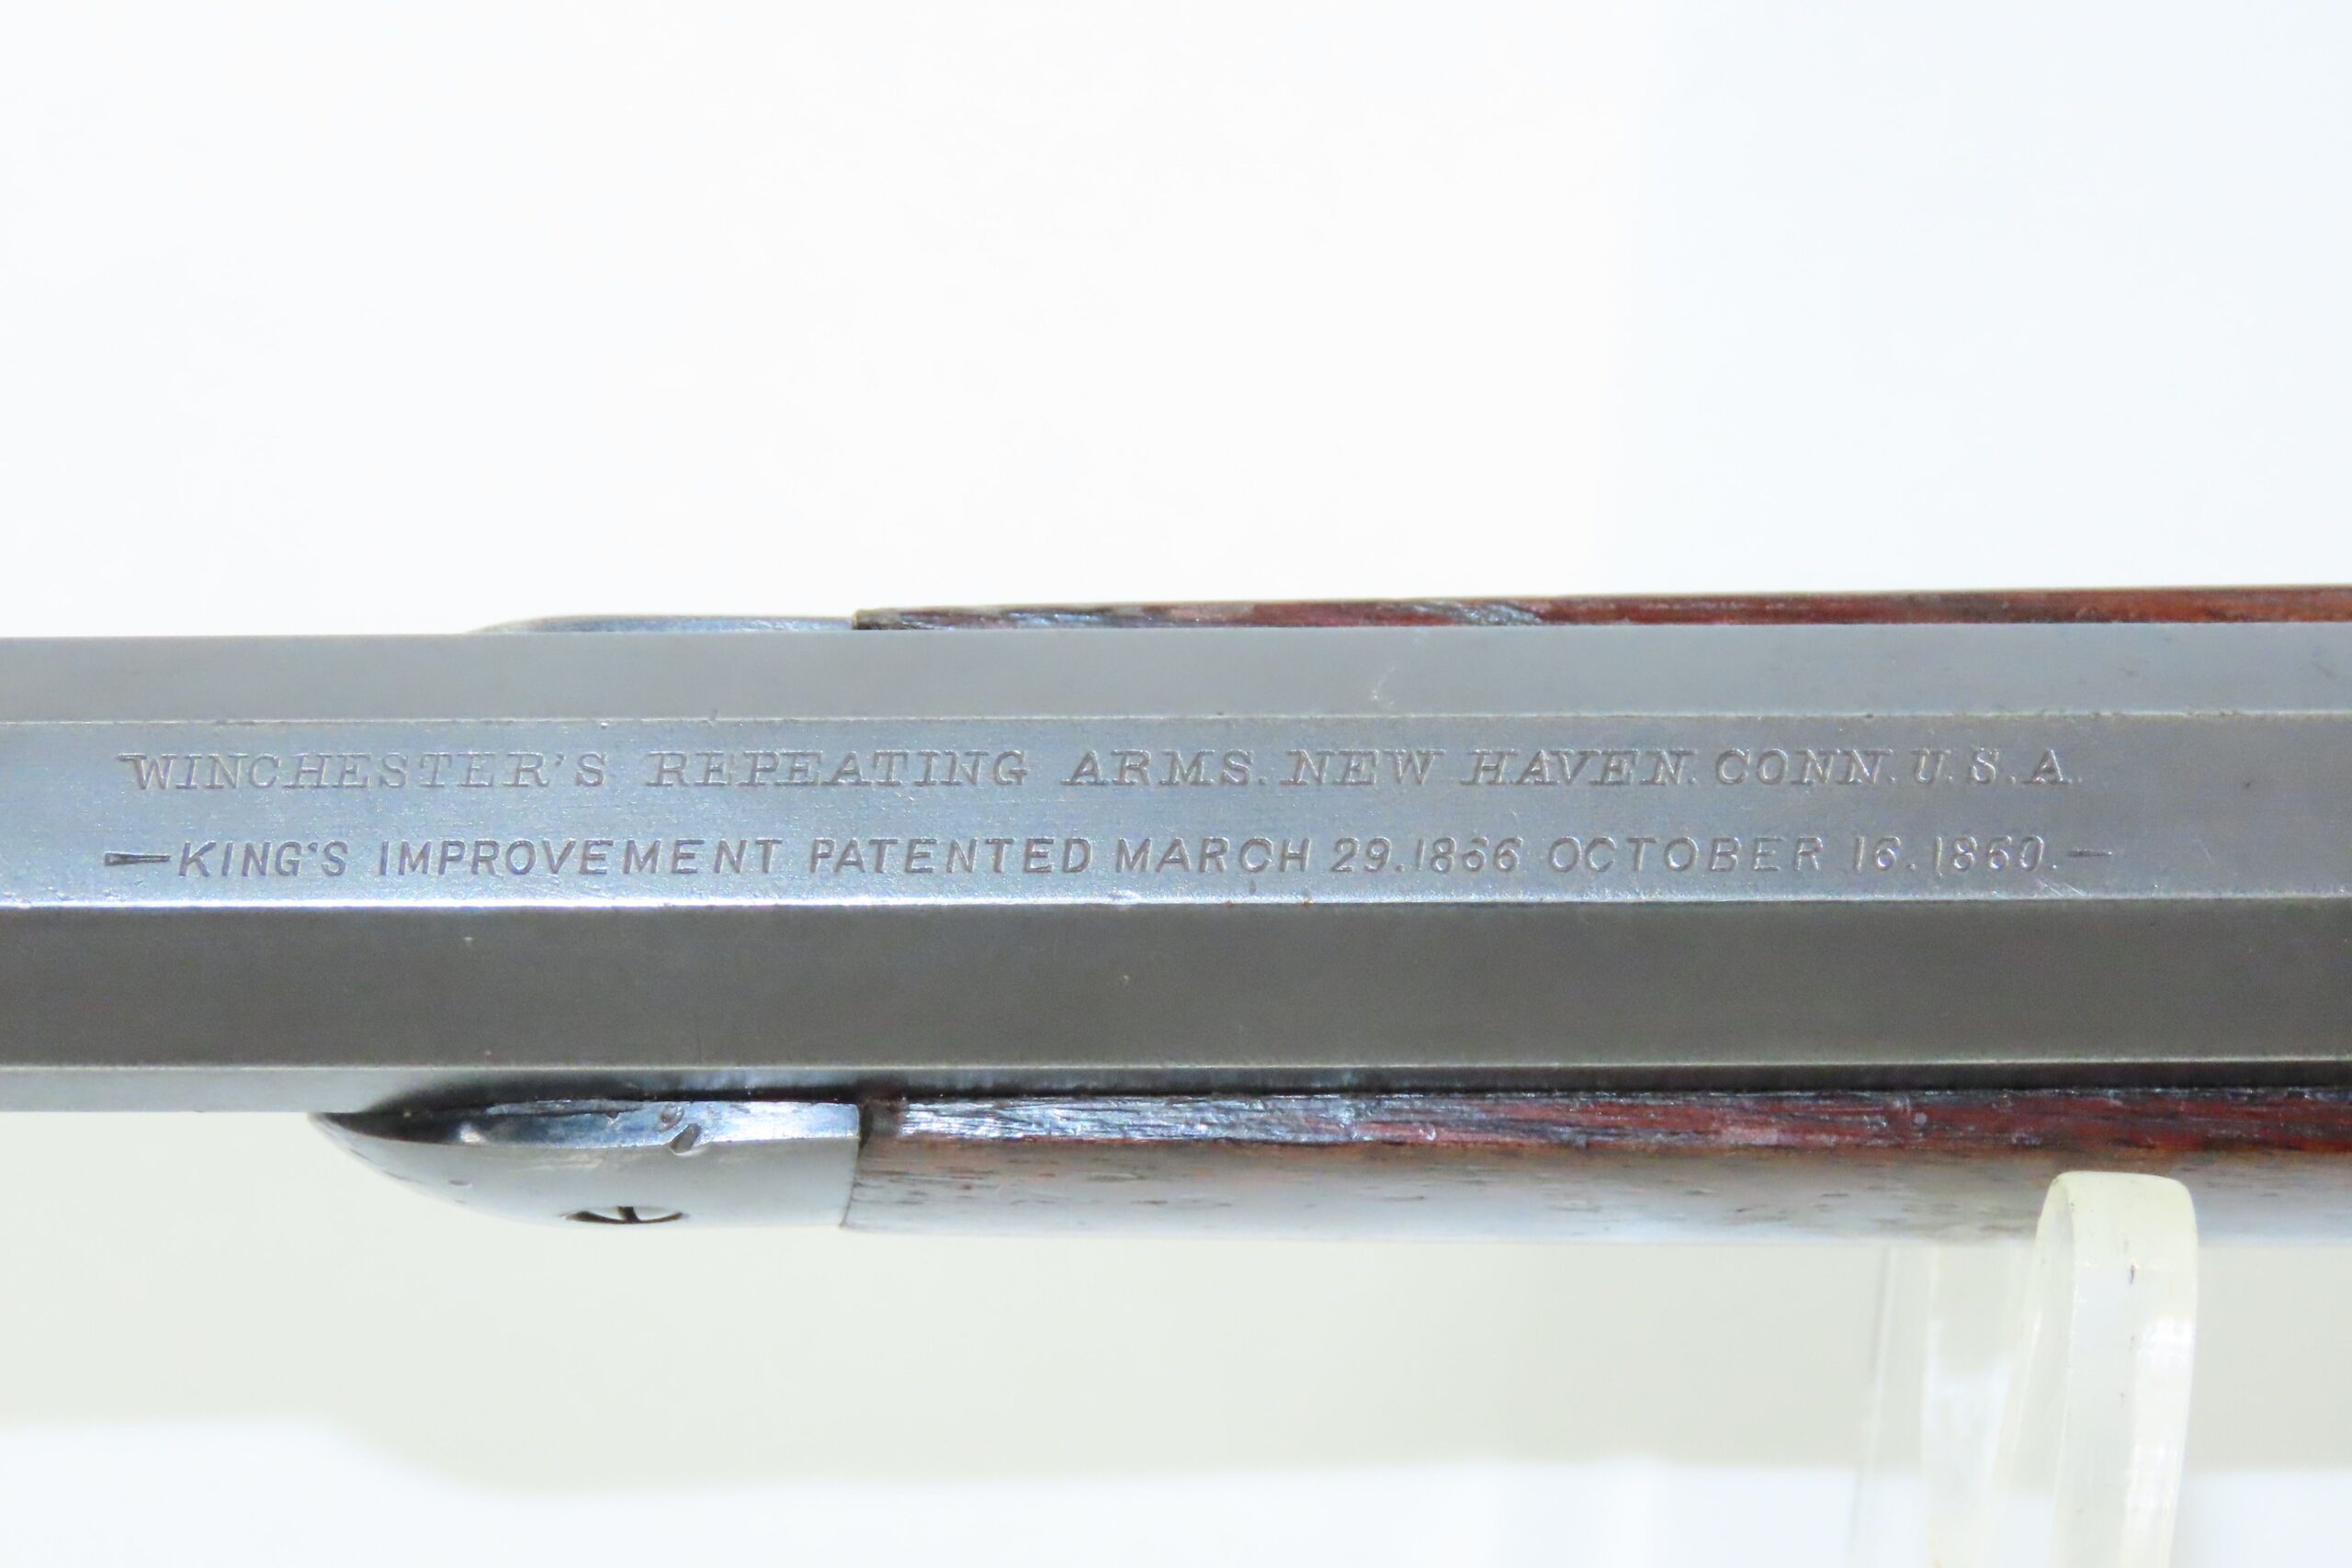 WINCHESTER'S REPEATING ARMS. NEW HAVEN. CONN. U.S.A.
—KING'S IMPROVEMENT PATENTED MARCH 29.1866 OCTOBER 16.1860.—